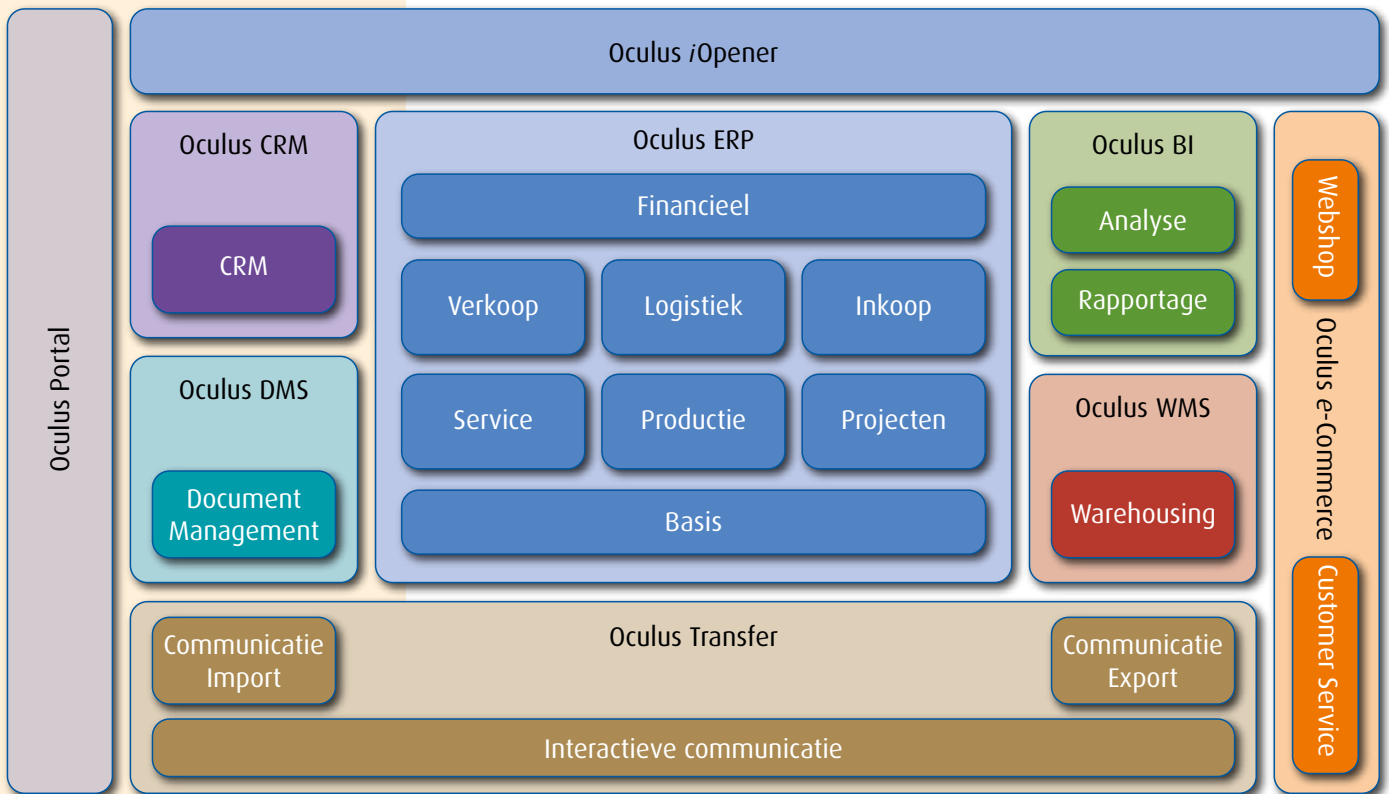 Oculus Portal
Oculus iOpener
Oculus CRM
CRM
Oculus DMS
Document
Management
Oculus ERP
Financieel
Verkoop
Logistiek
Inkoop
Service
Productie
Projecten
Basis
Oculus BI
Analyse
Rapportage
Oculus WMS
Warehousing
Oculus Transfer
Communicatie
Import
Communicatie
Export
Interactieve communicatie
Webshop
Oculus e-Commerce
Customer Service